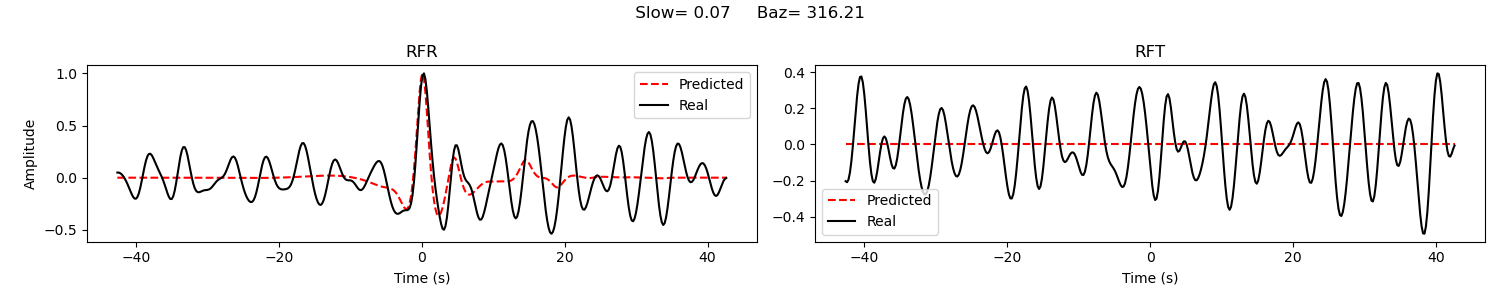 Slow= 0.07 Baz= 316.21
RFR
Amplitude
1.0
0.5
0.0
−0.5
−40 −20 0 20 40
Time (s)
Predicted
Real
RFT
0.4
0.2
0.0
−0.2
−0.4
−40 −20 0 20 40
Time (s)
Predicted
Real